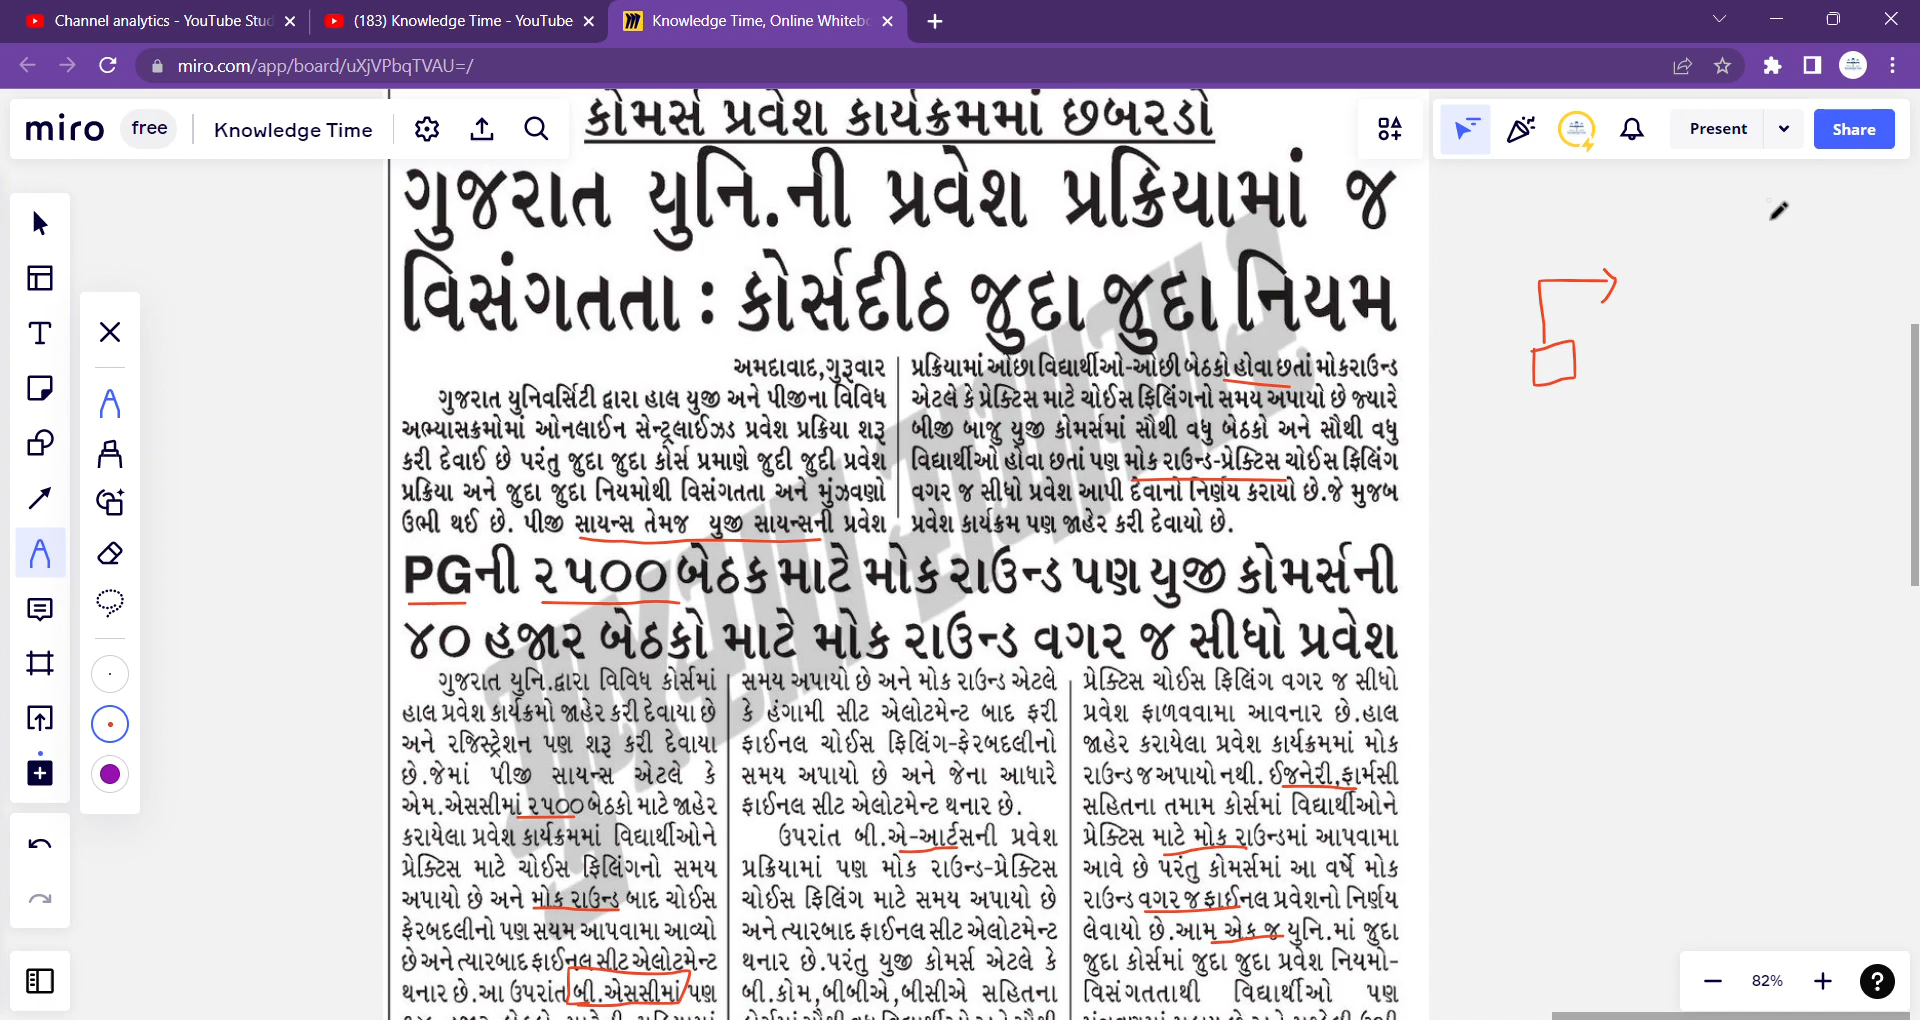 Channel analytics - YouTube Stud
(183) Knowledge Time - YouTube
Knowledge Time, Online Whitebo
miro.com/app/board/uXjVPbqTVAU=/
miro free Knowledge Time
Present
Share
કોમર્સ પ્રવેશ કાર્યક્રમમાં છબરડો
ગુજરાત યુનિ.ની પ્રવેશ પ્રક્રિયામાં જ
વિસંગતતા : કોર્સદીઠ જુદા જુદા નિયમ
અમદાવાદ,ગુરૂવાર
ગુજરાત યુનિવર્સિટી દ્વારા હાલ યુજી અને પીજીના વિવિધ
અભ્યાસક્રમોમાં ઓનલાઈન સેન્ટ્રલાઈઝડ પ્રવેશ પ્રક્રિયા શરૂ
કરી દેવાઈ છે પરંતુ જુદા જુદા કોર્સ પ્રમાણે જુદી જુદી પ્રવેશ
પ્રક્રિયા અને જુદા જુદા નિયમોથી વિસંગતતા અને મુંઝવણો
ઉભી થઈ છે. પીજી સાયન્સ તેમજ યુજી સાયન્સની પ્રવેશ
પ્રક્રિયામાં ઓછા વિદ્યાર્થીઓ-ઓછી બેઠકો હોવા છતાં મોકરાઉન્ડ
એટલે કે પ્રેક્ટિસ માટે ચોઈસ ફિલિંગનો સમય અપાયો છે જ્યારે
બીજી બાજુ યુજી કોમર્સમાં સૌથી વધુ બેઠકો અને સૌથી વધુ
વિદ્યાર્થીઓ હોવા છતાં પણ મોક રાઉન્ડ-પ્રેક્ટિસ ચોઈસ ફિલિંગ
વગર જ સીધો પ્રવેશ આપી દેવાનો નિર્ણય કરાયો છે.જે મુજબ
પ્રવેશ કાર્યક્રમ પણ જાહેર કરી દેવાયો છે.
PGની ૨૫૦૦ બેઠક માટે મોક રાઉન્ડ પણ યુજી કોમર્સની
૪૦ હજાર બેઠકો માટે મોક રાઉન્ડ વગર જ સીધો પ્રવેશ
ગુજરાત યુનિ.દ્વારા વિવિધ કોર્સમાં
હાલ પ્રવેશ કાર્યક્રમો જાહેર કરી દેવાયા છે
અને રજિસ્ટ્રેશન પણ શરૂ કરી દેવાયા
છે.જેમાં પીજી સાયન્સ એટલે કે
એમ.એસસીમાં ૨૫૦૦ બેઠકો માટે જાહેર
કરાયેલા પ્રવેશ કાર્યક્રમમાં વિદ્યાર્થીઓને
પ્રેક્ટિસ માટે ચોઈસ ફિલિંગનો સમય
અપાયો છે અને મોક રાઉન્ડ બાદ ચોઈસ
ફેરબદલીનો પણ સયમ આપવામા આવ્યો
છે અને ત્યારબાદ ફાઈનલ સીટ એલોટમેન્ટ
થનાર છે.આ ઉપરાંત બી.એસસીમાં પણ
સમય અપાયો છે અને મોક રાઉન્ડ એટલે
કે હંગામી સીટ એલોટમેન્ટ બાદ ફરી
ફાઈનલ ચોઈસ ફિલિંગ-ફેરબદલીનો
સમય અપાયો છે અને જેના આધારે
ફાઈનલ સીટ એલોટમેન્ટ થનાર છે.
ઉપરાંત બી.એ-આર્ટસની પ્રવેશ
પ્રક્રિયામાં પણ મોક રાઉન્ડ-પ્રેક્ટિસ
ચોઈસ ફિલિંગ માટે સમય અપાયો છે
અને ત્યારબાદ ફાઈનલ સીટ એલોટમેન્ટ
થનાર છે.પરંતુ યુજી કોમર્સ એટલે કે
બી.કોમ,બીબીએ,બીસીએ સહિતના
પ્રેક્ટિસ ચોઈસ ફિલિંગ વગર જ સીધો
પ્રવેશ ફાળવવામા આવનાર છે.હાલ
જાહેર કરાયેલા પ્રવેશ કાર્યક્રમમાં મોક
રાઉન્ડ જ અપાયો નથી. ઈજનેરી,ફાર્મસી
સહિતના તમામ કોર્સમાં વિદ્યાર્થીઓને
પ્રેક્ટિસ માટે મોક રાઉન્ડમાં આપવામા
આવે છે પરંતુ કોમર્સમાં આ વર્ષે મોક
રાઉન્ડ વગર જ ફાઈનલ પ્રવેશનો નિર્ણય
લેવાયો છે.આમ એક જ યુનિ.માં જુદા
જુદા કોર્સમાં જુદા જુદા પ્રવેશ નિયમો-
વિસંગતતાથી વિદ્યાર્થીઓ પણ
82%